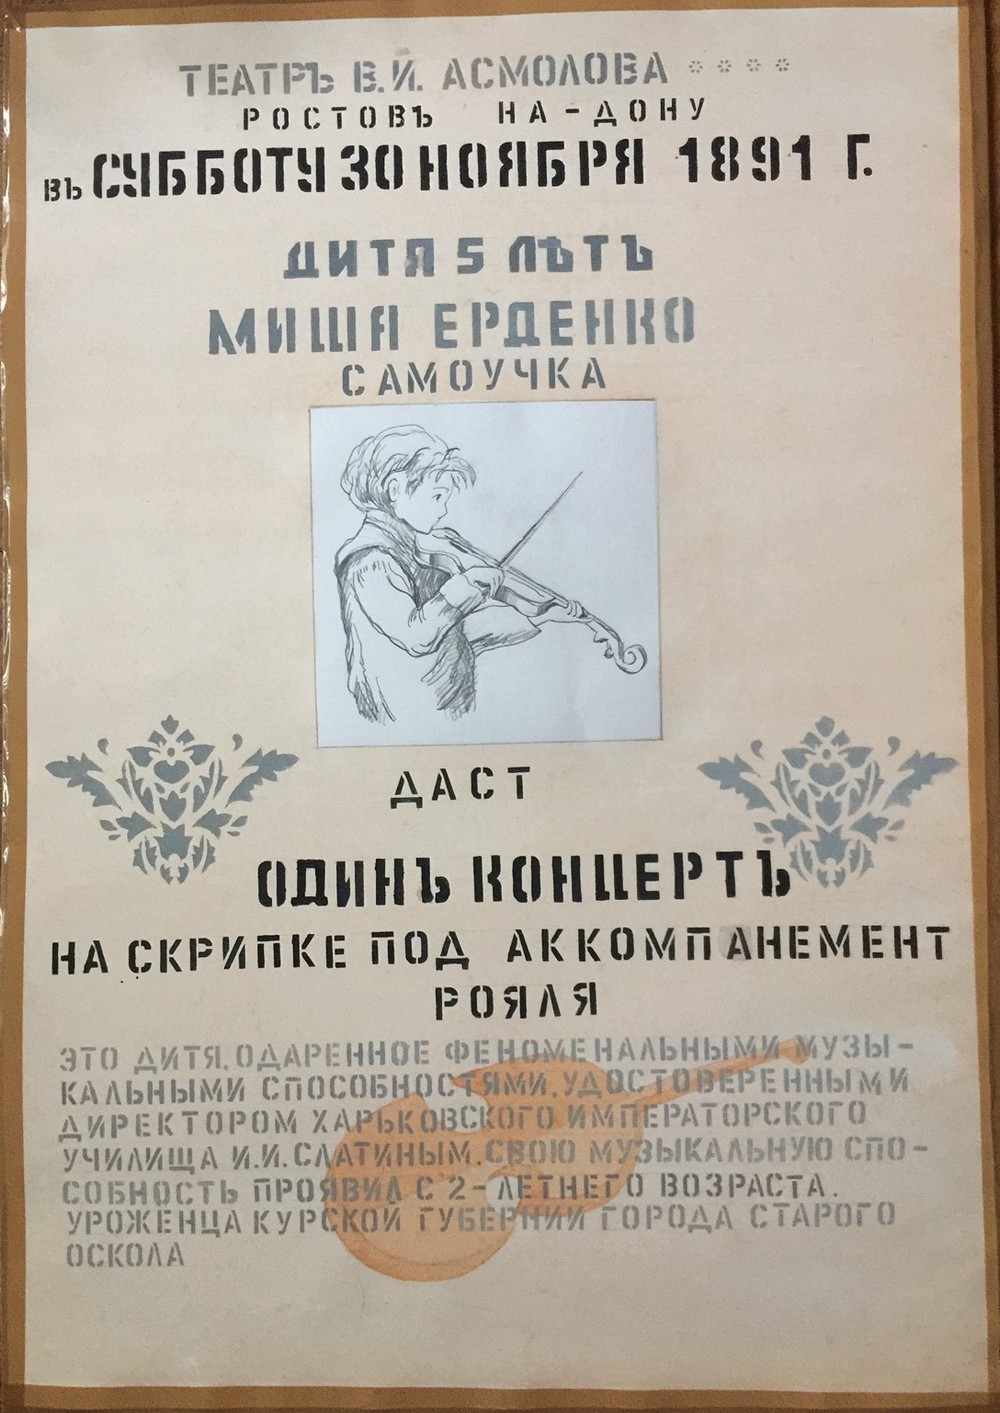 ТЕАТРЪ В.И. АСМОЛОВА
РОСТОВЪ НА-ДОНУ
ВЪ СУББОТУ 30 НОЯБРЯ 1891 Г.
ДИТЯ 5 ЛѢТЪ
МИША ЕРДЕНКО
САМОУЧКА
ДАСТ
ОДИНЪ КОНЦЕРТЪ
НА СКРИПКЕ ПОД АККОМПАНЕМЕНТ
РОЯЛЯ
ЭТО ДИТЯ, ОДАРЕННОЕ ФЕНОМЕНАЛЬНЫМИ МУЗЫ-
КАЛЬНЫМИ СПОСОБНОСТЯМИ, УДОСТОВЕРЕННЫМИ
ДИРЕКТОРОМ ХАРЬКОВСКОГО ИМПЕРАТОРСКОГО
УЧИЛИЩА И.И. СЛАТИНЫМ. СВОЮ МУЗЫКАЛЬНУЮ СПО-
СОБНОСТЬ ПРОЯВИЛ С 2-ЛЕТНЕГО ВОЗРАСТА.
УРОЖЕНЦА КУРСКОЙ ГУБЕРНИИ ГОРОДА СТАРОГО
ОСКОЛА